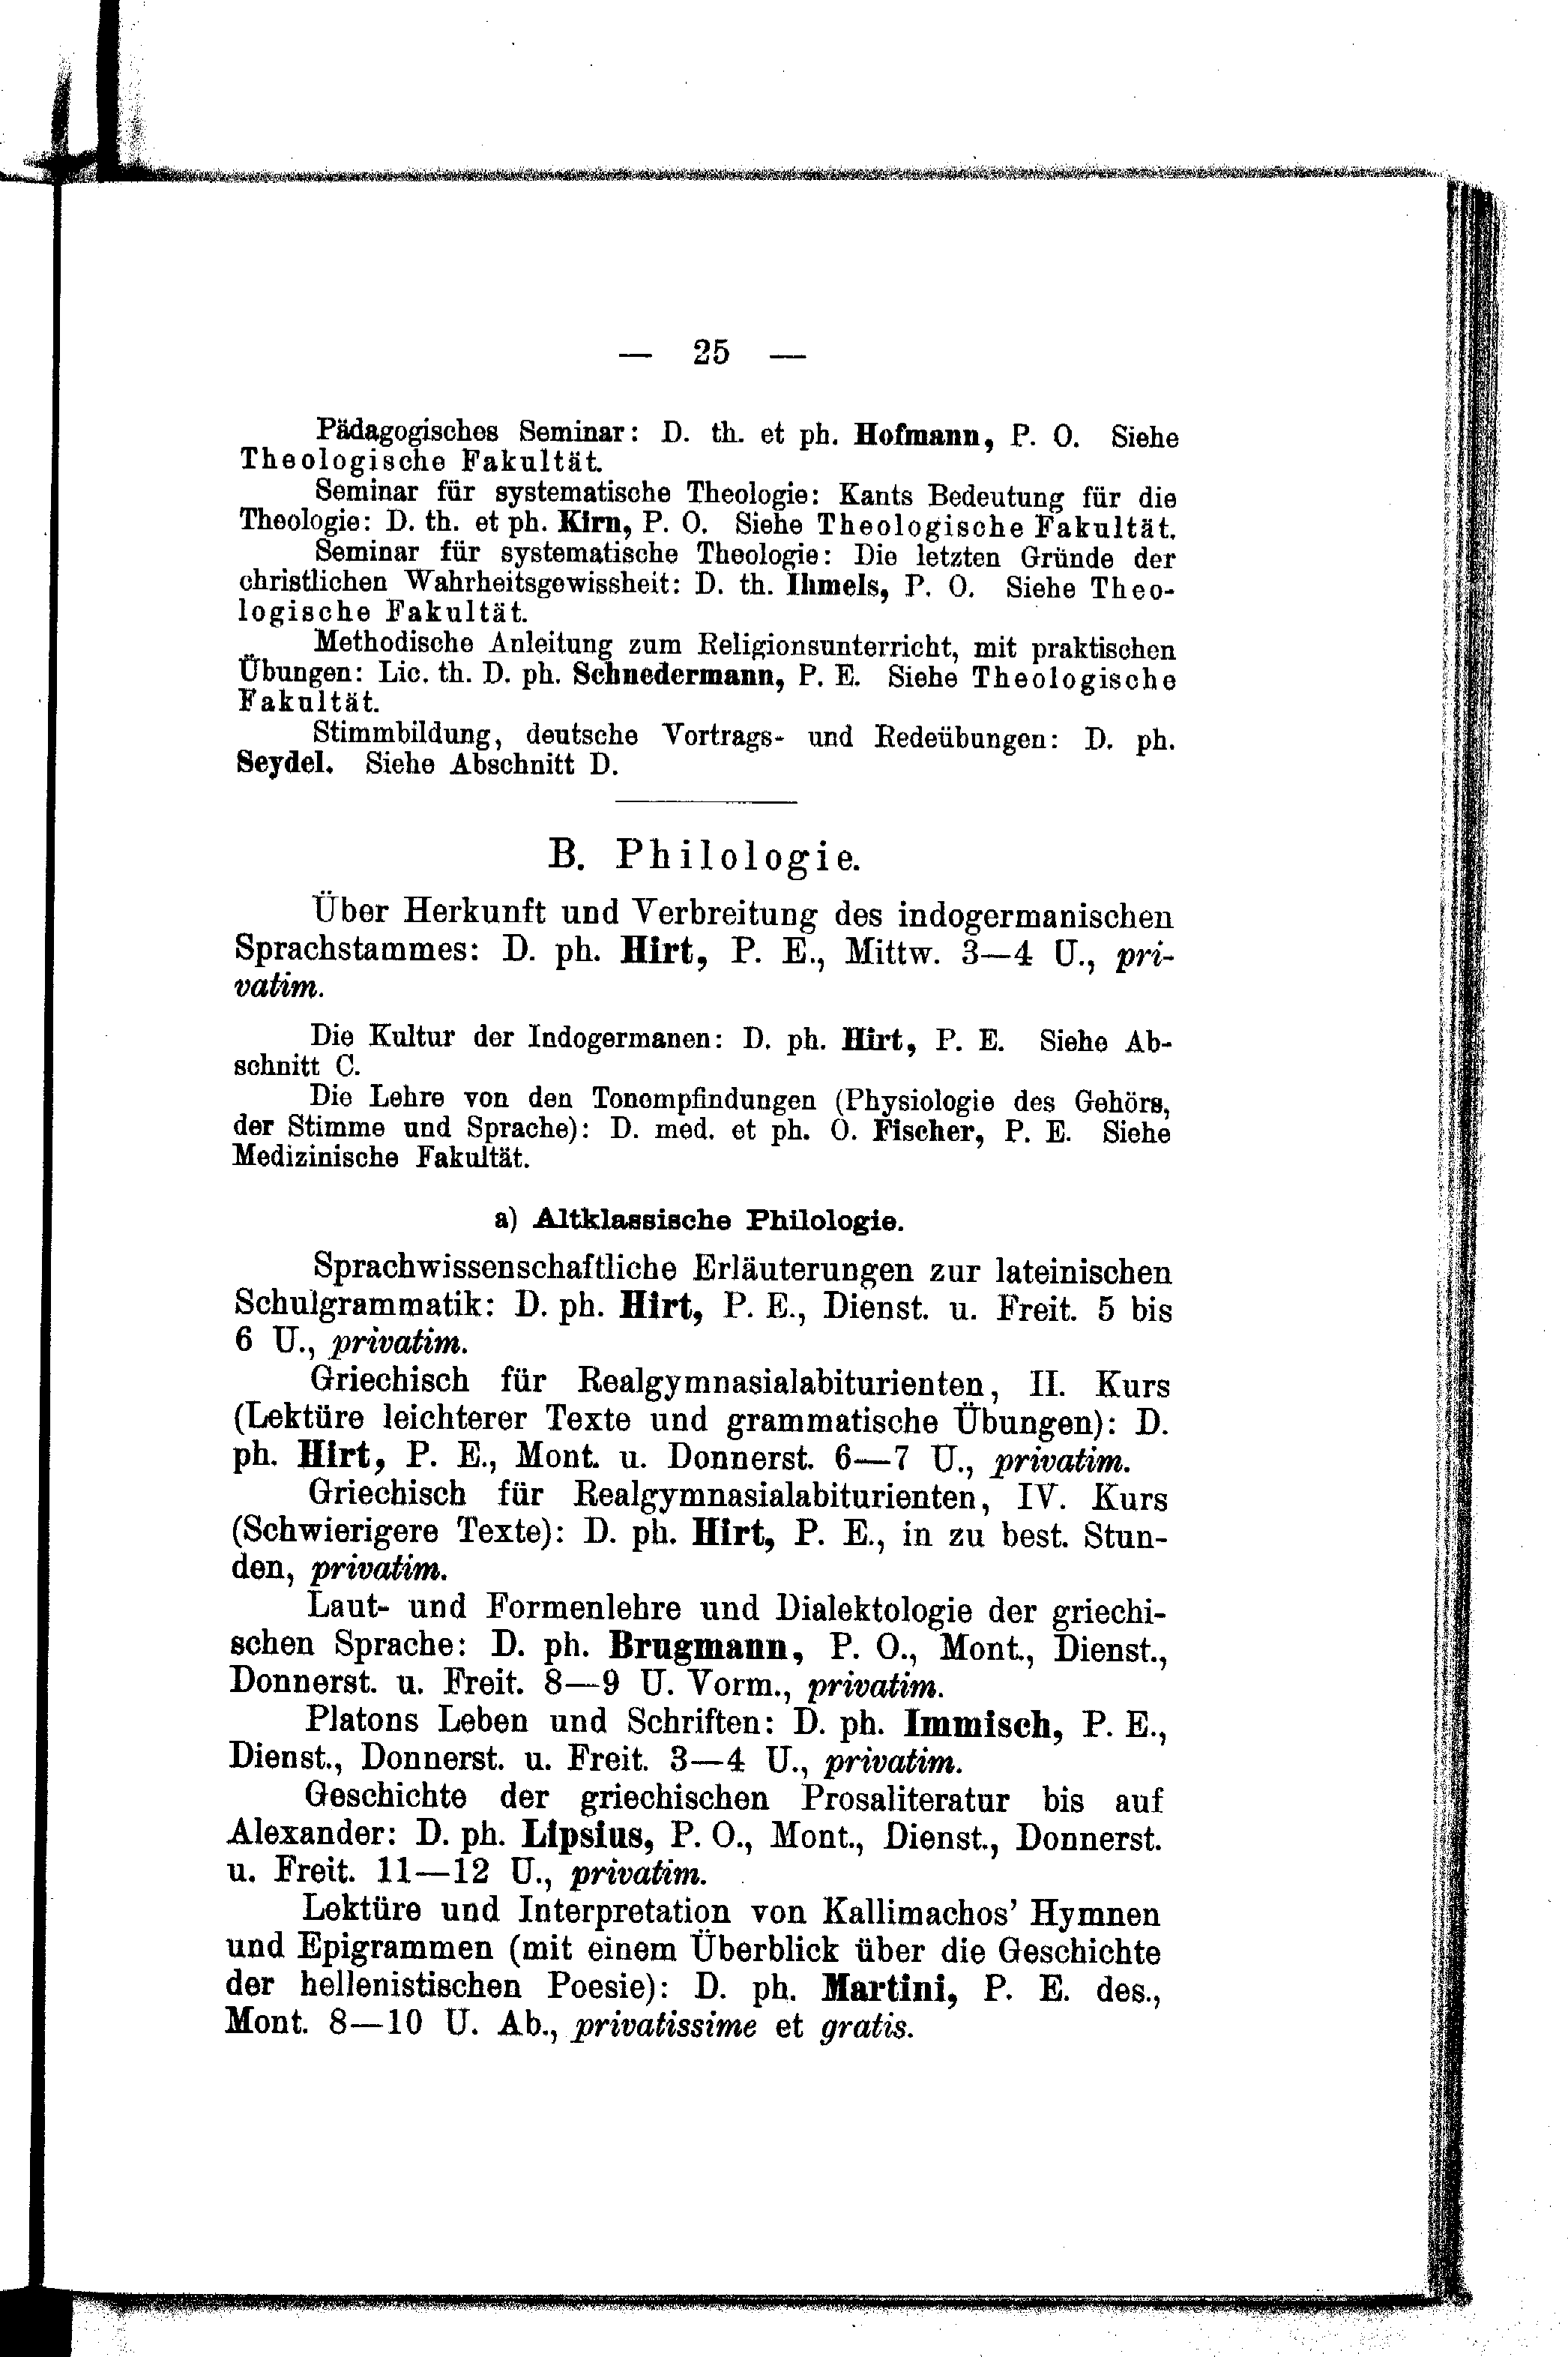 — 25 —
Pädagogisches Seminar: D. th. et ph. Hofmann, P. O. Siehe
Theologische Fakultät.
Seminar für systematische Theologie: Kants Bedeutung für die
Theologie: D. th. et ph. Kirn, P. O. Siehe Theologische Fakultät.
Seminar für systematische Theologie: Die letzten Gründe der
christlichen Wahrheitsgewissheit: D. th. Ihmels, P. O. Siehe Theo-
logische Fakultät.
Methodische Anleitung zum Religionsunterricht, mit praktischen
Übungen: Lic. th. D. ph. Schnedermann, P. E. Siehe Theologische
Fakultät.
Stimmbildung, deutsche Vortrags- und Redeübungen: D. ph.
Seydel. Siehe Abschnitt D.
B. Philologie.
Über Herkunft und Verbreitung des indogermanischen
Sprachstammes: D. ph. Hirt, P. E., Mittw. 3—4 U., pri-
vatim.
Die Kultur der Indogermanen: D. ph. Hirt, P. E. Siehe Ab-
schnitt C.
Die Lehre von den Tonempfindungen (Physiologie des Gehörs,
der Stimme und Sprache): D. med. et ph. O. Fischer, P. E. Siehe
Medizinische Fakultät.
a) Altklassische Philologie.
Sprachwissenschaftliche Erläuterungen zur lateinischen
Schulgrammatik: D. ph. Hirt, P. E., Dienst. u. Freit. 5 bis
6 U., privatim.
Griechisch für Realgymnasialabiturienten, II. Kurs
(Lektüre leichterer Texte und grammatische Übungen): D.
ph. Hirt, P. E., Mont. u. Donnerst. 6—7 U., privatim.
Griechisch für Realgymnasialabiturienten, IV. Kurs
(Schwierigere Texte): D. ph. Hirt, P. E., in zu best. Stun-
den, privatim.
Laut- und Formenlehre und Dialektologie der griechi-
schen Sprache: D. ph. Brugmann, P. O., Mont., Dienst.,
Donnerst. u. Freit. 8—9 U. Vorm., privatim.
Platons Leben und Schriften: D. ph. Immisch, P. E.,
Dienst., Donnerst. u. Freit. 3—4 U., privatim.
Geschichte der griechischen Prosaliteratur bis auf
Alexander: D. ph. Lipsius, P. O., Mont., Dienst., Donnerst.
u. Freit. 11—12 U., privatim.
Lektüre und Interpretation von Kallimachos’ Hymnen
und Epigrammen (mit einem Überblick über die Geschichte
der hellenistischen Poesie): D. ph. Martini, P. E. des.,
Mont. 8—10 U. Ab., privatissime et gratis.